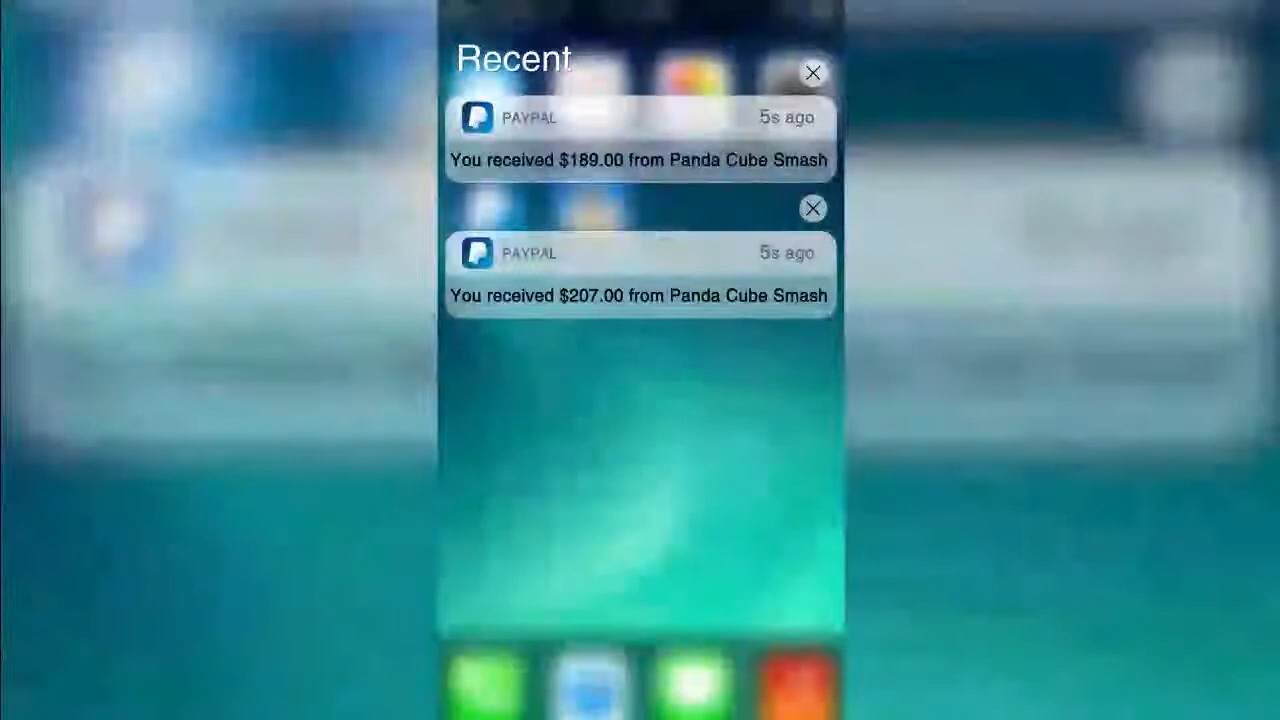 Recent
PAYPAL 5s ago
You received $189.00 from Panda Cube Smash
PAYPAL 5s ago
You received $207.00 from Panda Cube Smash